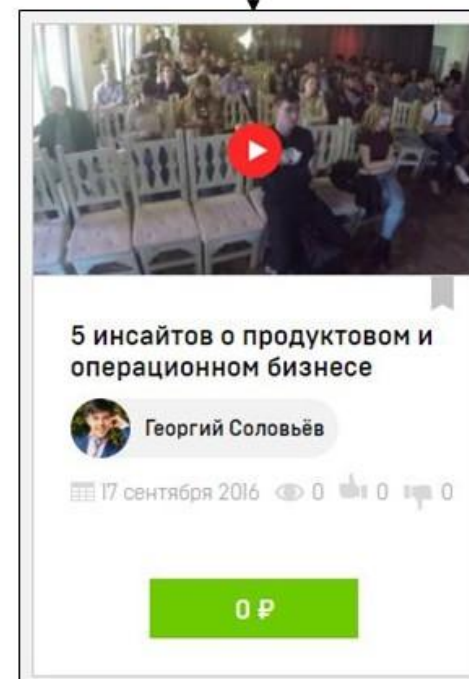 5 инсайтов о продуктовом и
операционном бизнесе
Георгий Соловьёв
17 сентября 2016 0 0 0
0 ₽